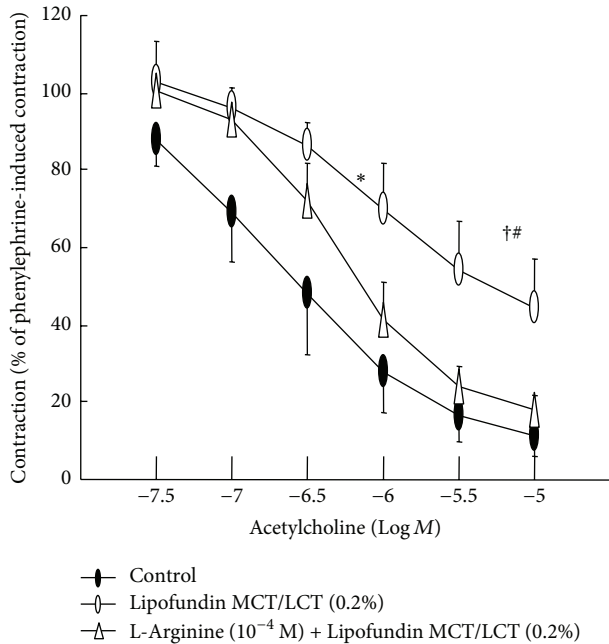 120
100
80
60
40
20
0
Contraction (% of phenylephrine-induced contraction)
*
†#
−7.5 −7 −6.5 −6 −5.5 −5
Acetylcholine (Log M)
Control
Lipofundin MCT/LCT (0.2%)
L-Arginine (10⁻⁴ M) + Lipofundin MCT/LCT (0.2%)